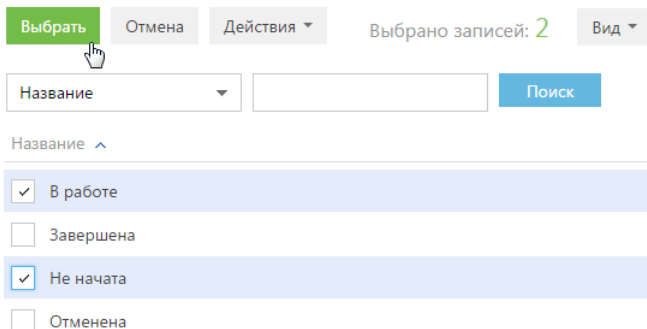 Выбрать Отмена Действия Выбрано записей: 2 Вид
Название Поиск
Название
В работе
Завершена
Не начата
Отменена